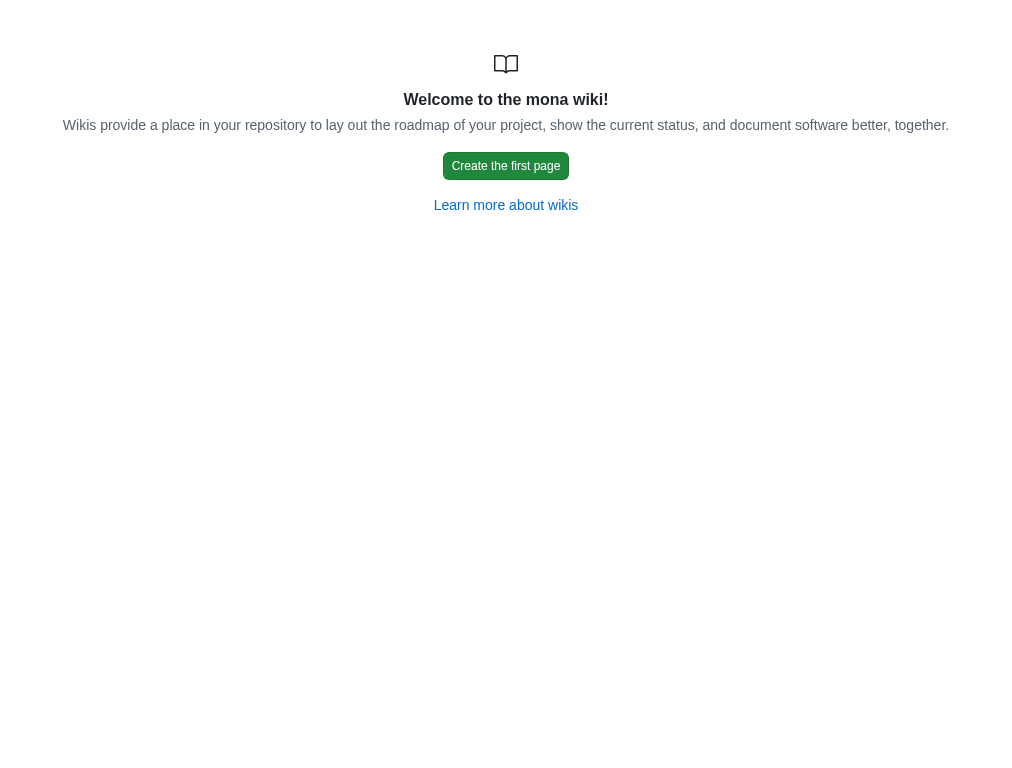 Welcome to the mona wiki!
Wikis provide a place in your repository to lay out the roadmap of your project, show the current status, and document software better, together.
Create the first page
Learn more about wikis